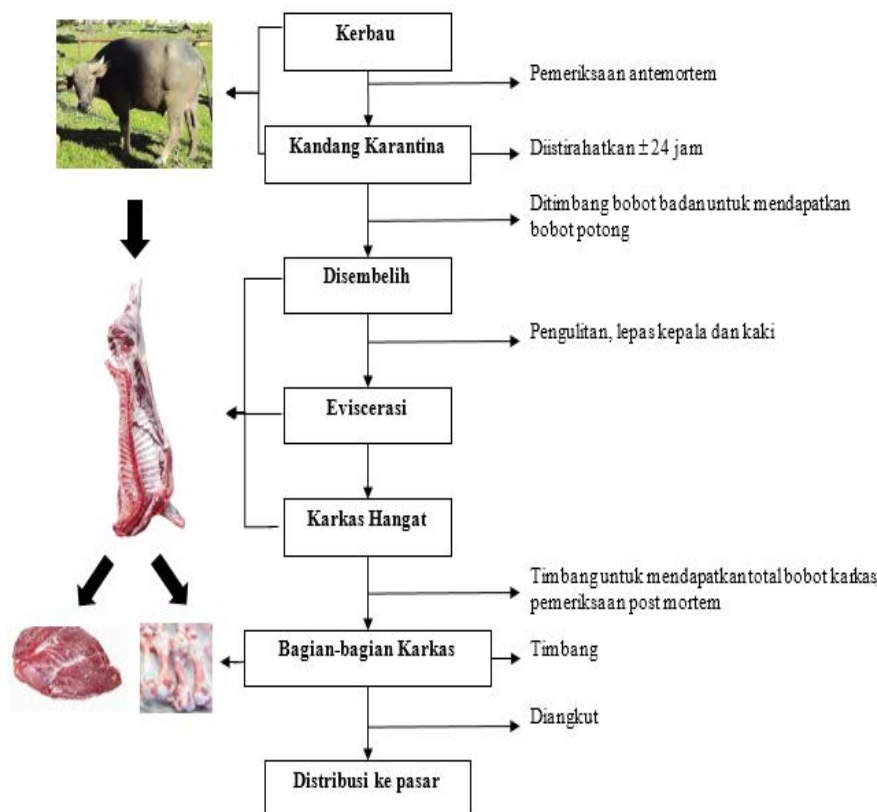 Kerbau
Pemeriksaan antemortem
Kandang Karantina
Diistirahatkan ±24 jam
Ditimbang bobot badan untuk mendapatkan
bobot potong
Disembelih
Pengulitan, lepas kepala dan kaki
Eviscerasi
Karkas Hangat
Timbang untuk mendapatkan total bobot karkas,
pemeriksaan post mortem
Bagian-bagian Karkas
Timbang
Diangkut
Distribusi ke pasar